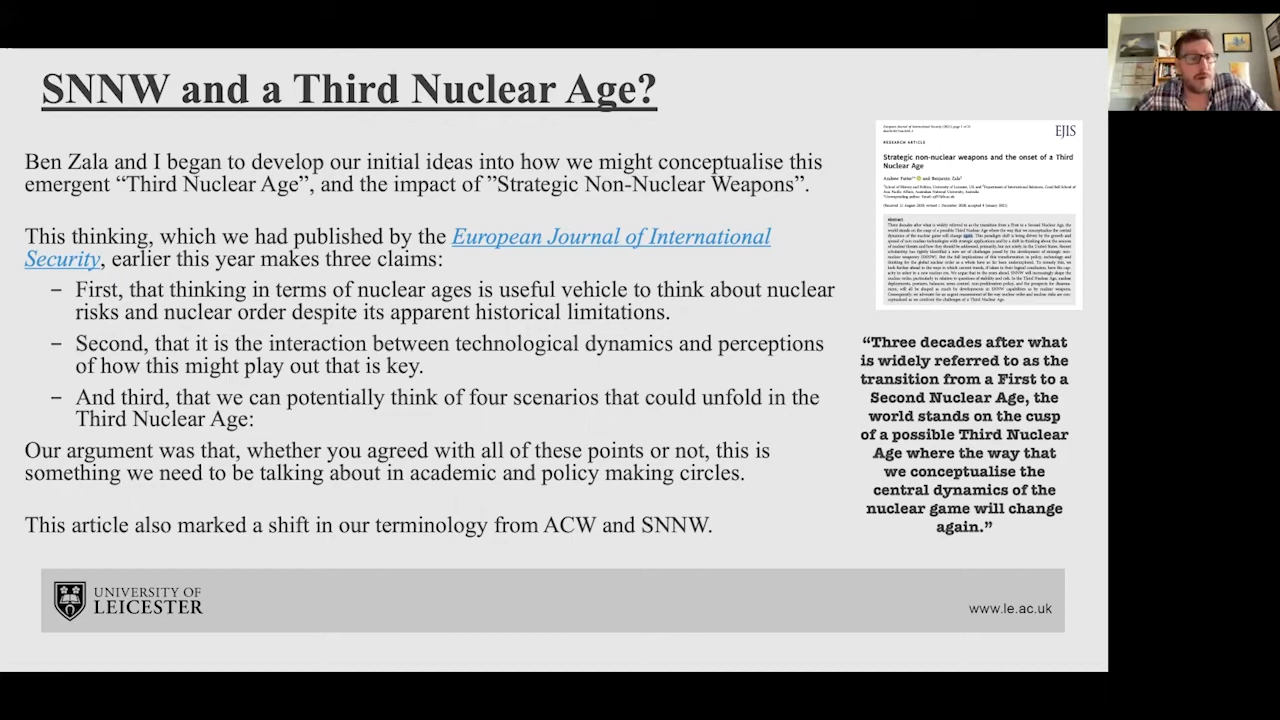 SNNW and a Third Nuclear Age?
Ben Zala and I began to develop our initial ideas into how we might conceptualise this
emergent “Third Nuclear Age”, and the impact of ”Strategic Non-Nuclear Weapons”.
This thinking, which was published by the European Journal of International
Security, earlier this year makes three claims:
– First, that thinking in terms of nuclear ages is useful vehicle to think about nuclear
risks and nuclear order despite its apparent historical limitations.
– Second, that it is the interaction between technological dynamics and perceptions
of how this might play out that is key.
– And third, that we can potentially think of four scenarios that could unfold in the
Third Nuclear Age:
Our argument was that, whether you agreed with all of these points or not, this is
something we need to be talking about in academic and policy making circles.
This article also marked a shift in our terminology from ACW and SNNW.
EJIS
RESEARCH ARTICLE
Strategic non-nuclear weapons and the onset of a Third
Nuclear Age
Abstract
“Three decades after what
is widely referred to as the
transition from a First to a
Second Nuclear Age, the
world stands on the cusp
of a possible Third Nuclear
Age where the way that
we conceptualise the
central dynamics of the
nuclear game will change
again.”
UNIVERSITY OF
LEICESTER
www.le.ac.uk